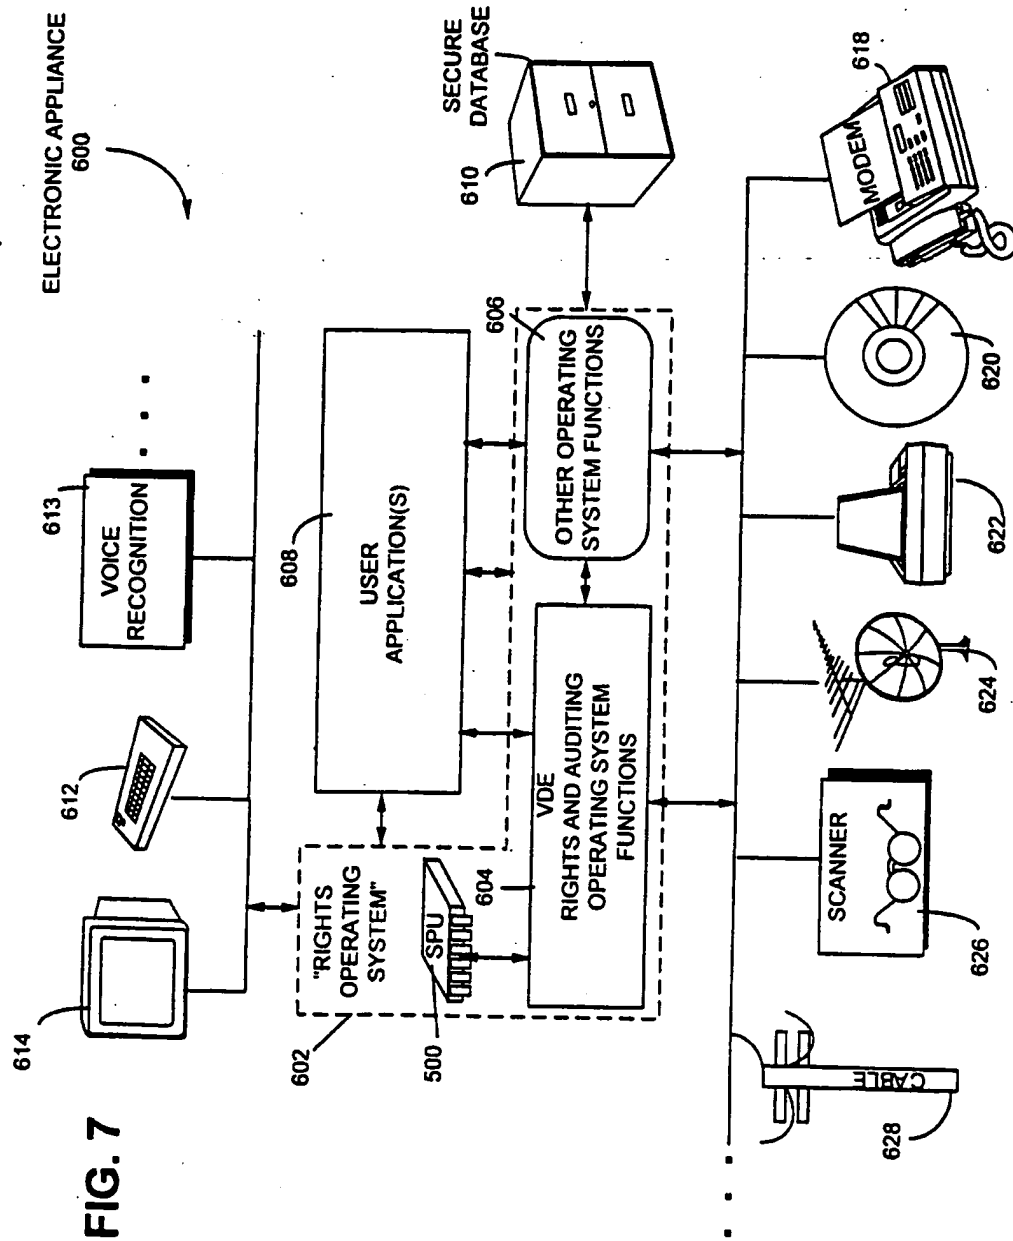 FIG. 7
ELECTRONIC APPLIANCE
600
614
612
613
VOICE
RECOGNITION
. . .
608
USER
APPLICATION(S)
602
"RIGHTS
OPERATING
SYSTEM"
500
SPU
604
VDE
RIGHTS AND AUDITING
OPERATING SYSTEM
FUNCTIONS
606
OTHER OPERATING
SYSTEM FUNCTIONS
610
SECURE
DATABASE
. . .
CABLE
628
SCANNER
626
624
622
620
MODEM
618